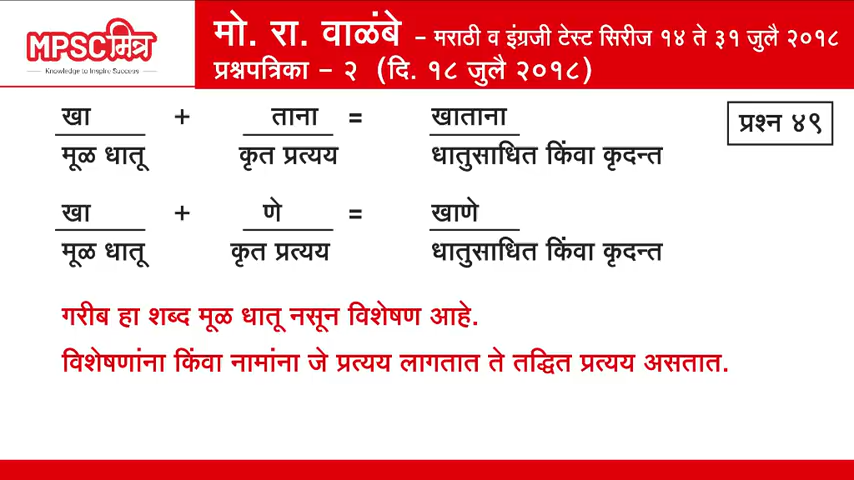 MPSCमित्र
Knowledge to Inspire Success
मो. रा. वाळंबे – मराठी व इंग्रजी टेस्ट सिरीज १४ ते ३१ जुलै २०१८
प्रश्नपत्रिका – २ (दि. १८ जुलै २०१८)
प्रश्न ४९
खा + ताना = खाताना
मूळ धातू कृत प्रत्यय धातुसाधित किंवा कृदन्त
खा + णे = खाणे
मूळ धातू कृत प्रत्यय धातुसाधित किंवा कृदन्त
गरीब हा शब्द मूळ धातू नसून विशेषण आहे.
विशेषणांना किंवा नामांना जे प्रत्यय लागतात ते तद्धित प्रत्यय असतात.